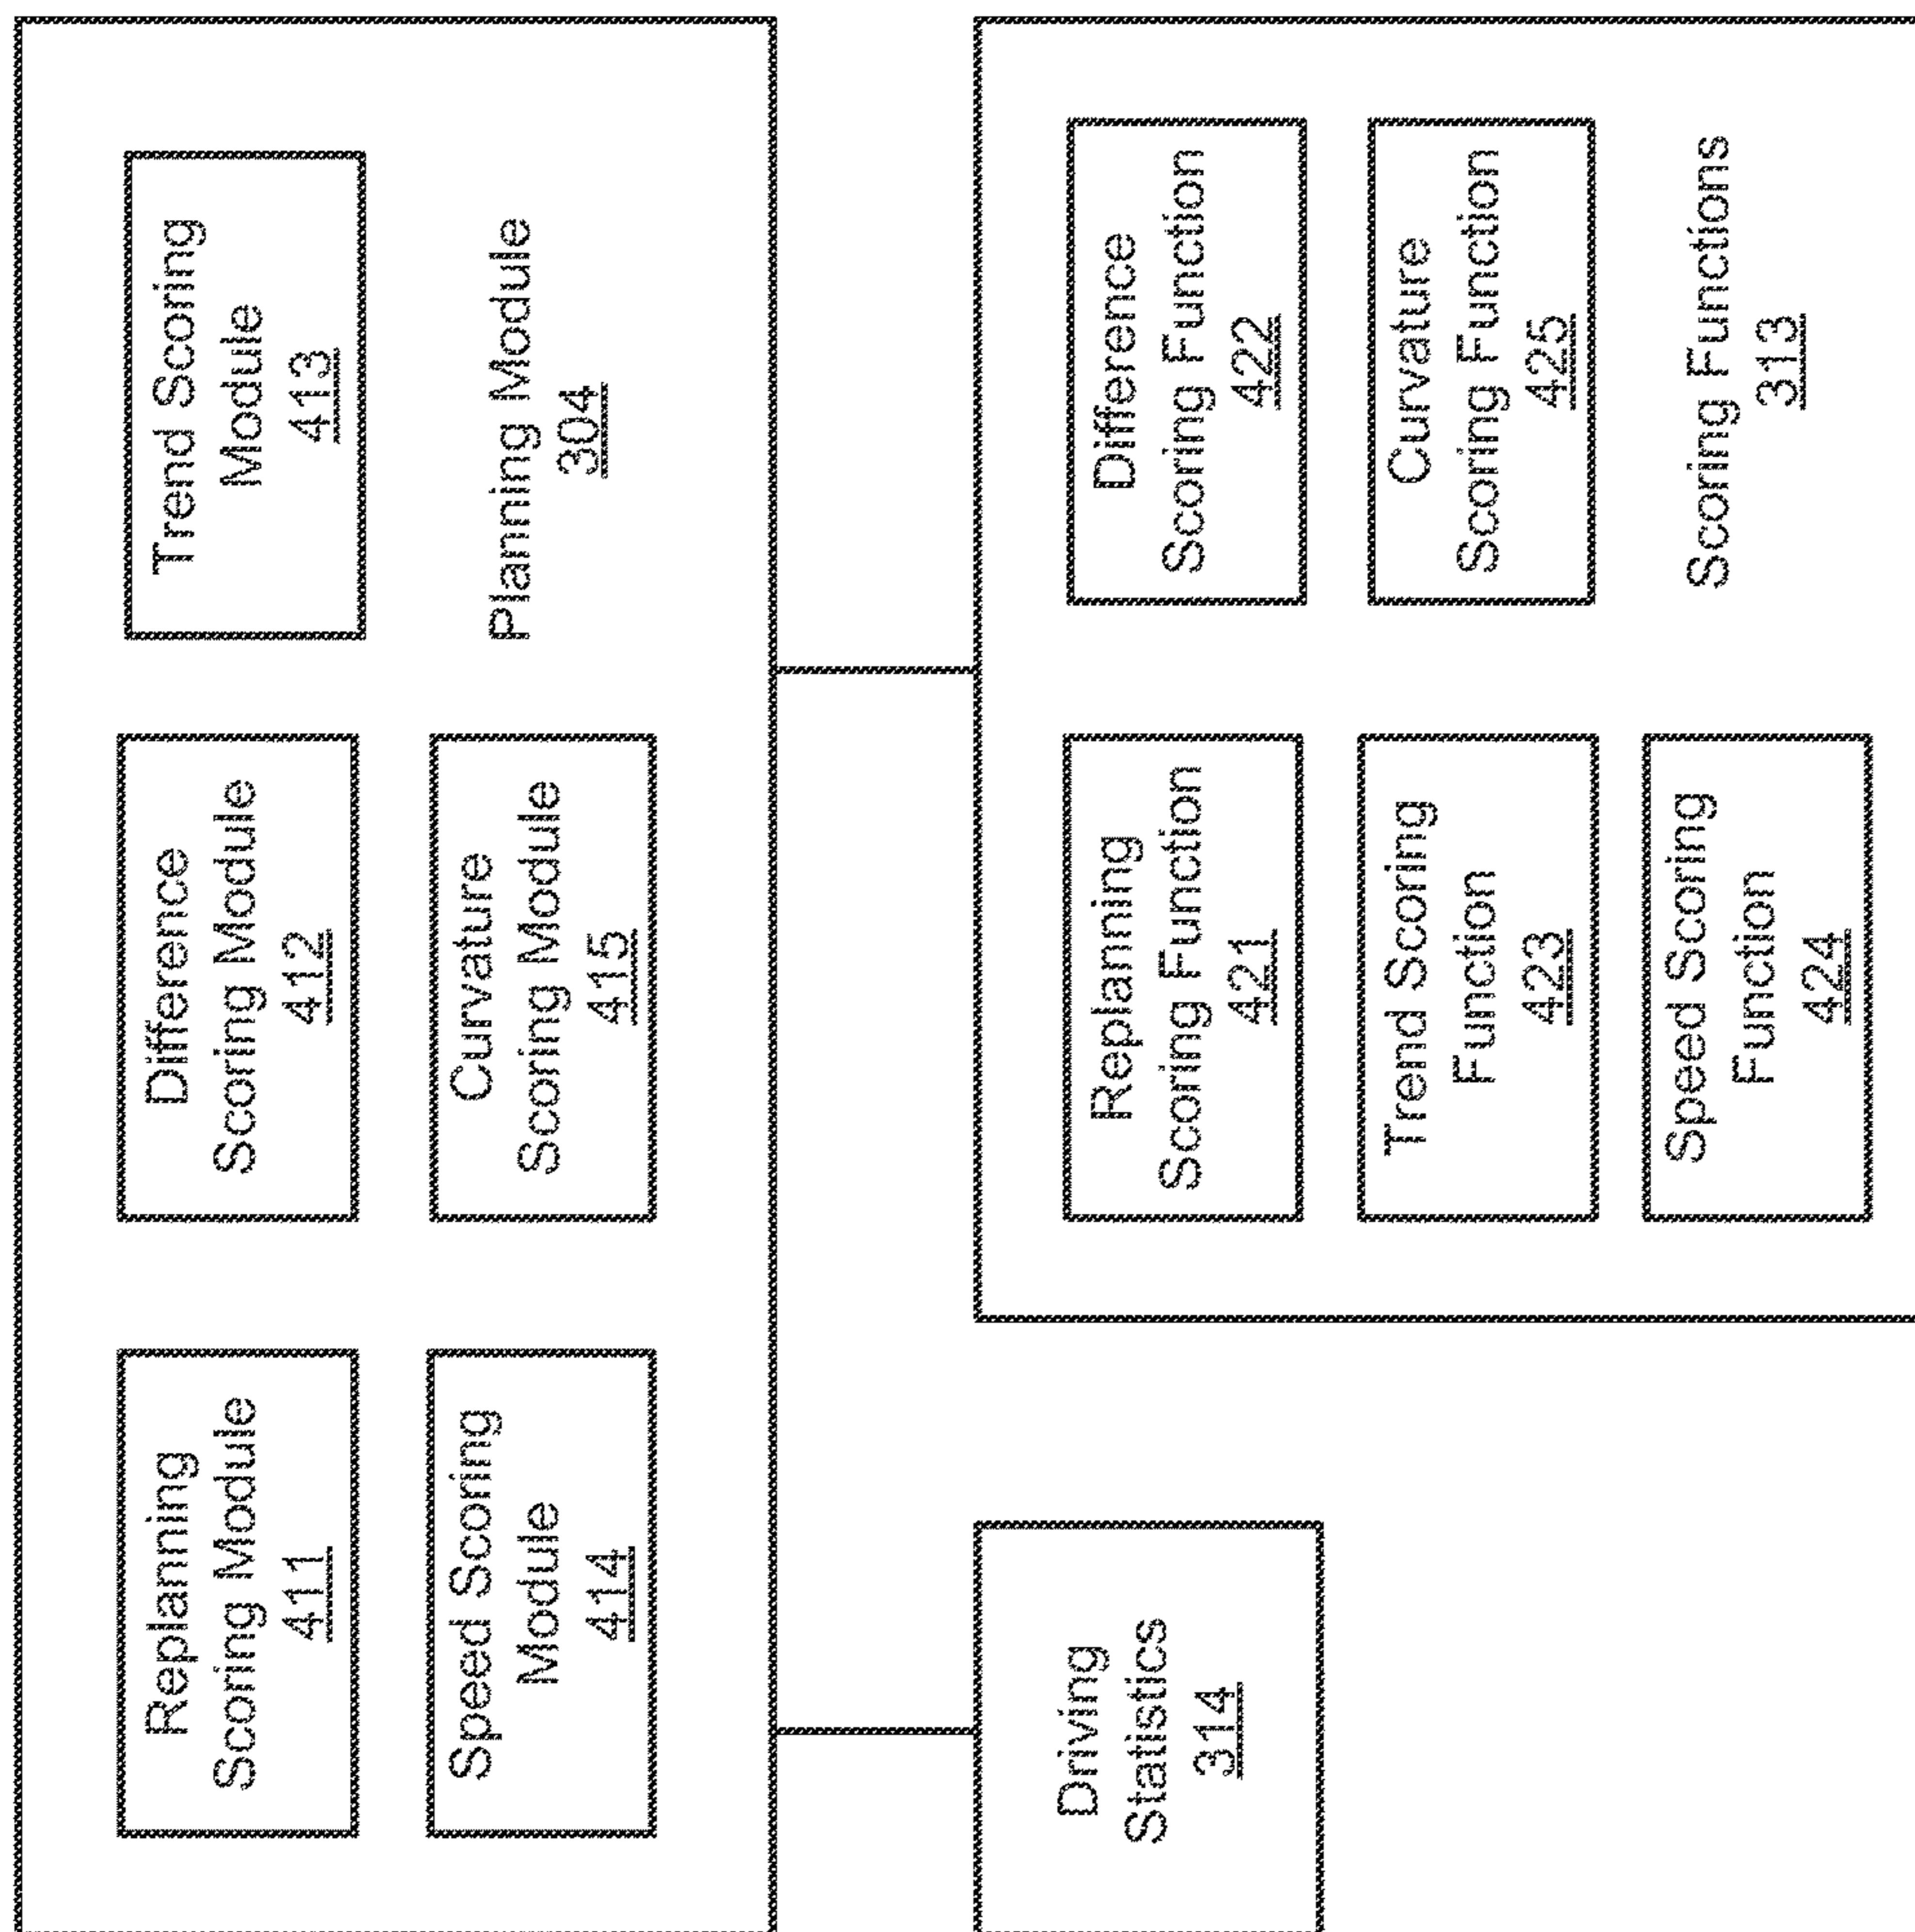 Replanning
Scoring Module
411
Difference
Scoring Module
412
Trend Scoring
Module
413
Speed Scoring
Module
414
Curvature
Scoring Module
415
Planning Module
304
Driving
Statistics
314
Replanning
Scoring Function
421
Difference
Scoring Function
422
Trend Scoring
Function
423
Curvature
Scoring Function
425
Speed Scoring
Function
424
Scoring Functions
313